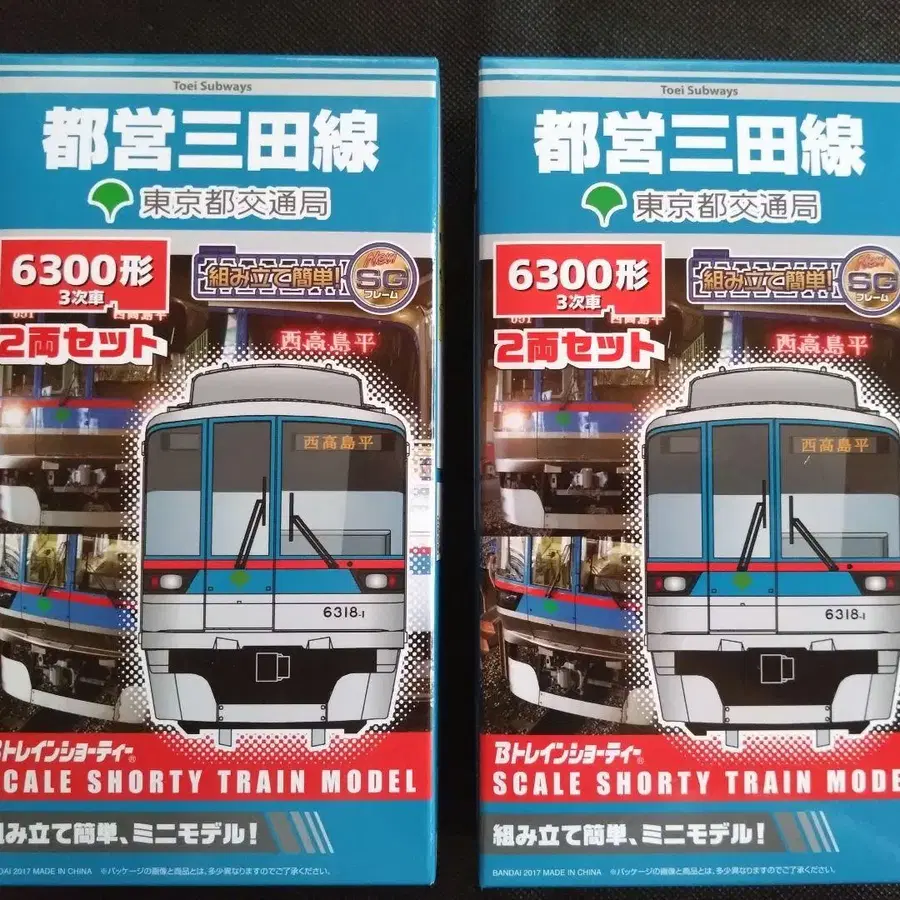 Toei Subways
都営三田線
東京都交通局
6300形
3次車
2両セット
組み立て簡単!
New
SG
フレーム
西高島平
西高島平
西高島平
6318-1
Bトレインショーティー®
SCALE SHORTY TRAIN MODEL
組み立て簡単、ミニモデル!
BANDAI 2017 MADE IN CHINA ※パッケージの画像と商品とは、多少異なりますのでご了承ください。
Toei Subways
都営三田線
東京都交通局
6300形
3次車
2両セット
組み立て簡単!
New
SG
フレーム
西高島平
西高島平
西高島平
6318-1
Bトレインショーティー
SCALE SHORTY TRAIN MODE
組み立て簡単、ミニモデル!
BANDAI 2017 MADE IN CHINA ※パッケージの画像と商品とは、多少異なりますのでご了承ください。